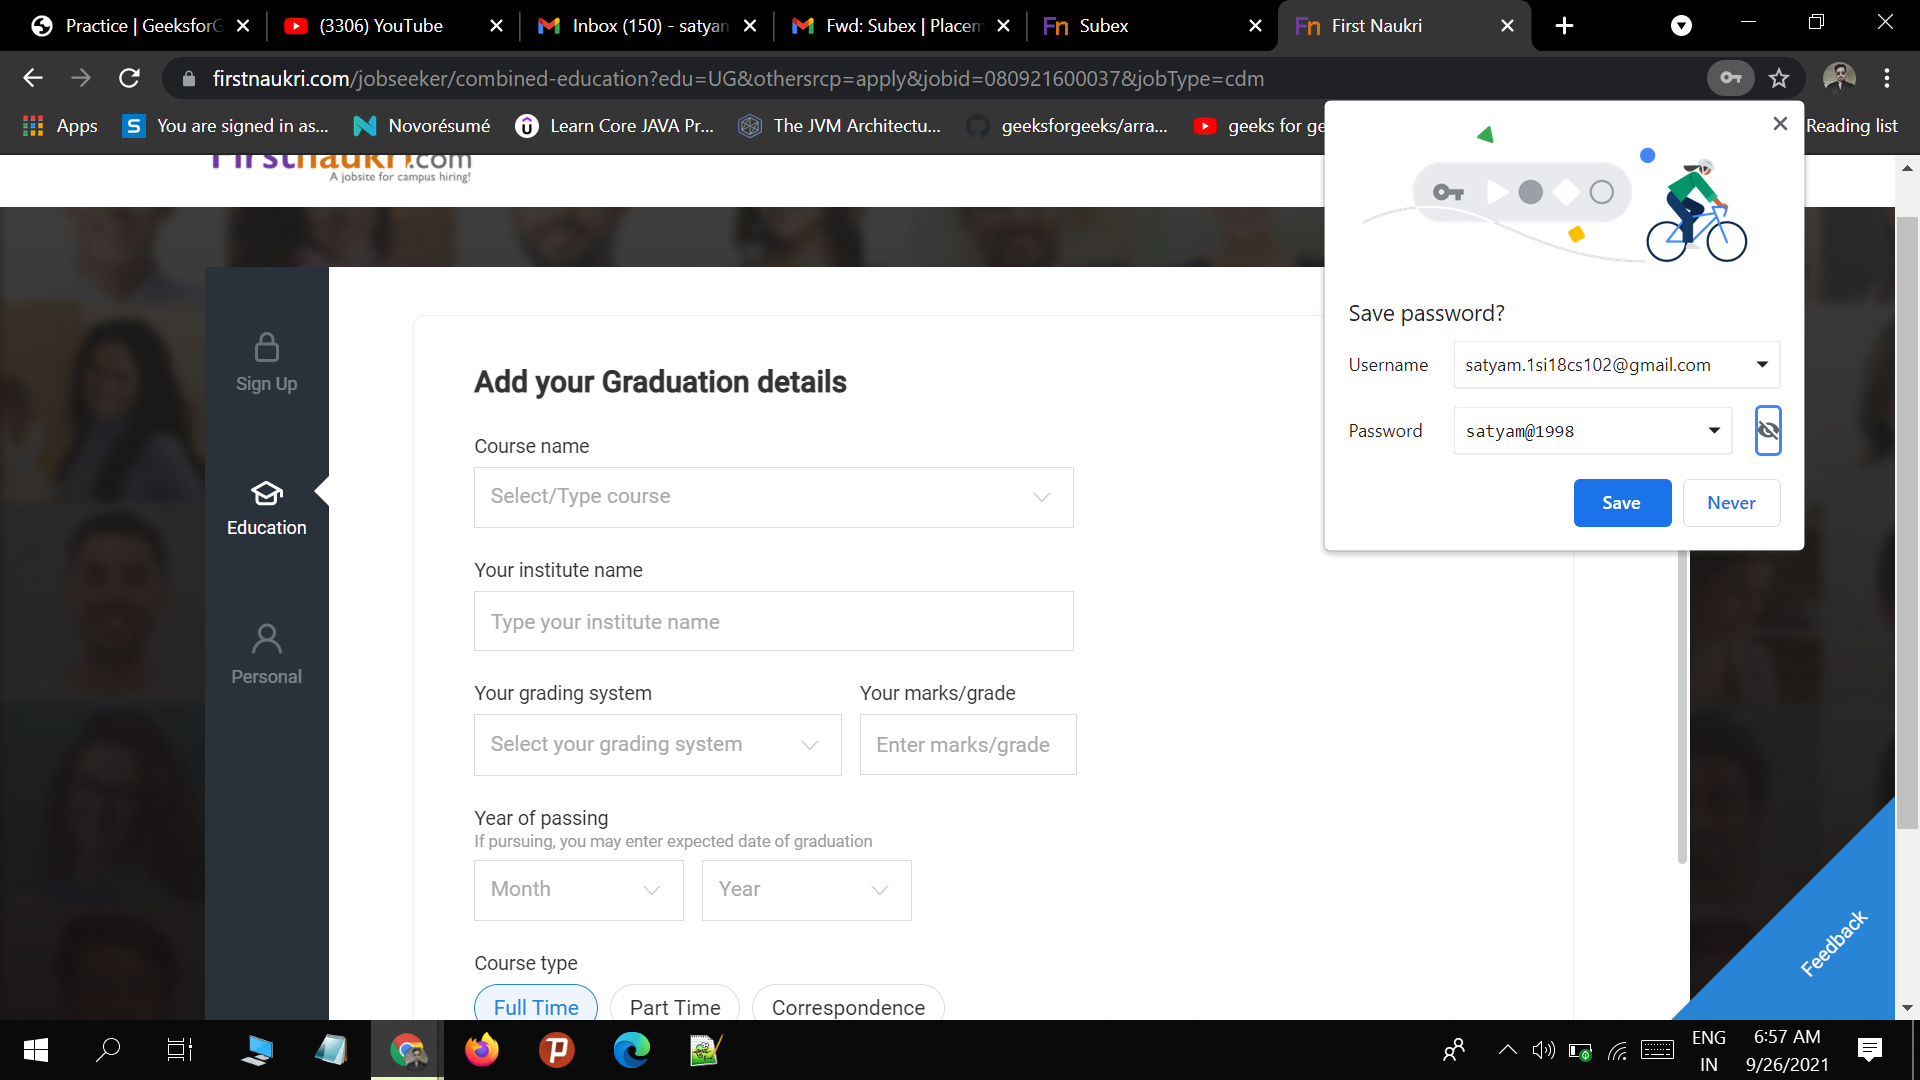 Practice | GeeksforG
(3306) YouTube
Inbox (150) - satyam
Fwd: Subex | Placem
Fn Subex
Fn First Naukri
firstnaukri.com/jobseeker/combined-education?edu=UG&othersrcp=apply&jobid=080921600037&jobType=cdm
Apps
S You are signed in as...
N Novorésumé
Learn Core JAVA Pr...
The JVM Architectu...
geeksforgeeks/arra...
geeks for ge
Reading list
Firstnaukri.com
A jobsite for campus hiring!
Sign Up
Education
Personal
Add your Graduation details
Course name
Select/Type course
Your institute name
Type your institute name
Your grading system
Your marks/grade
Select your grading system
Enter marks/grade
Year of passing
If pursuing, you may enter expected date of graduation
Month
Year
Course type
Full Time
Part Time
Correspondence
Save password?
Username
satyam.1si18cs102@gmail.com
Password
satyam@1998
Save
Never
Feedback
ENG
IN
6:57 AM
9/26/2021